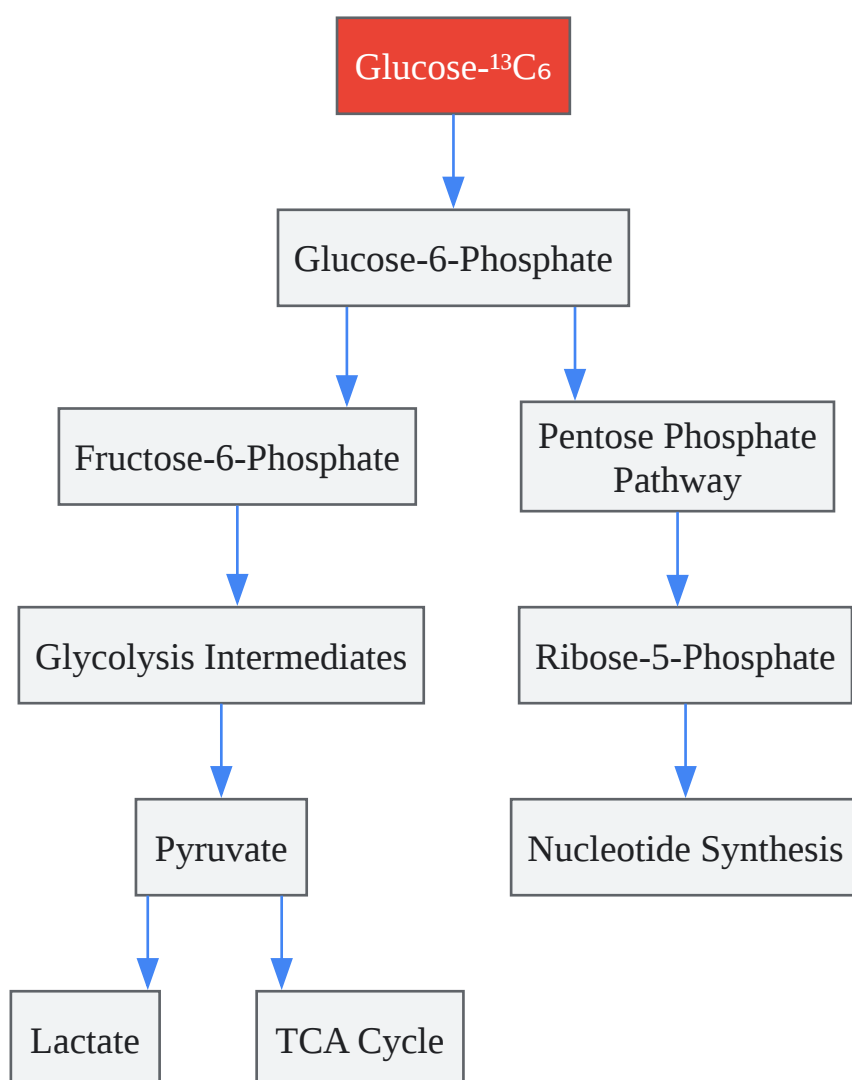 Glucose-¹³C₆
Glucose-6-Phosphate
Fructose-6-Phosphate
Pentose Phosphate
Pathway
Glycolysis Intermediates
Ribose-5-Phosphate
Pyruvate
Nucleotide Synthesis
Lactate
TCA Cycle